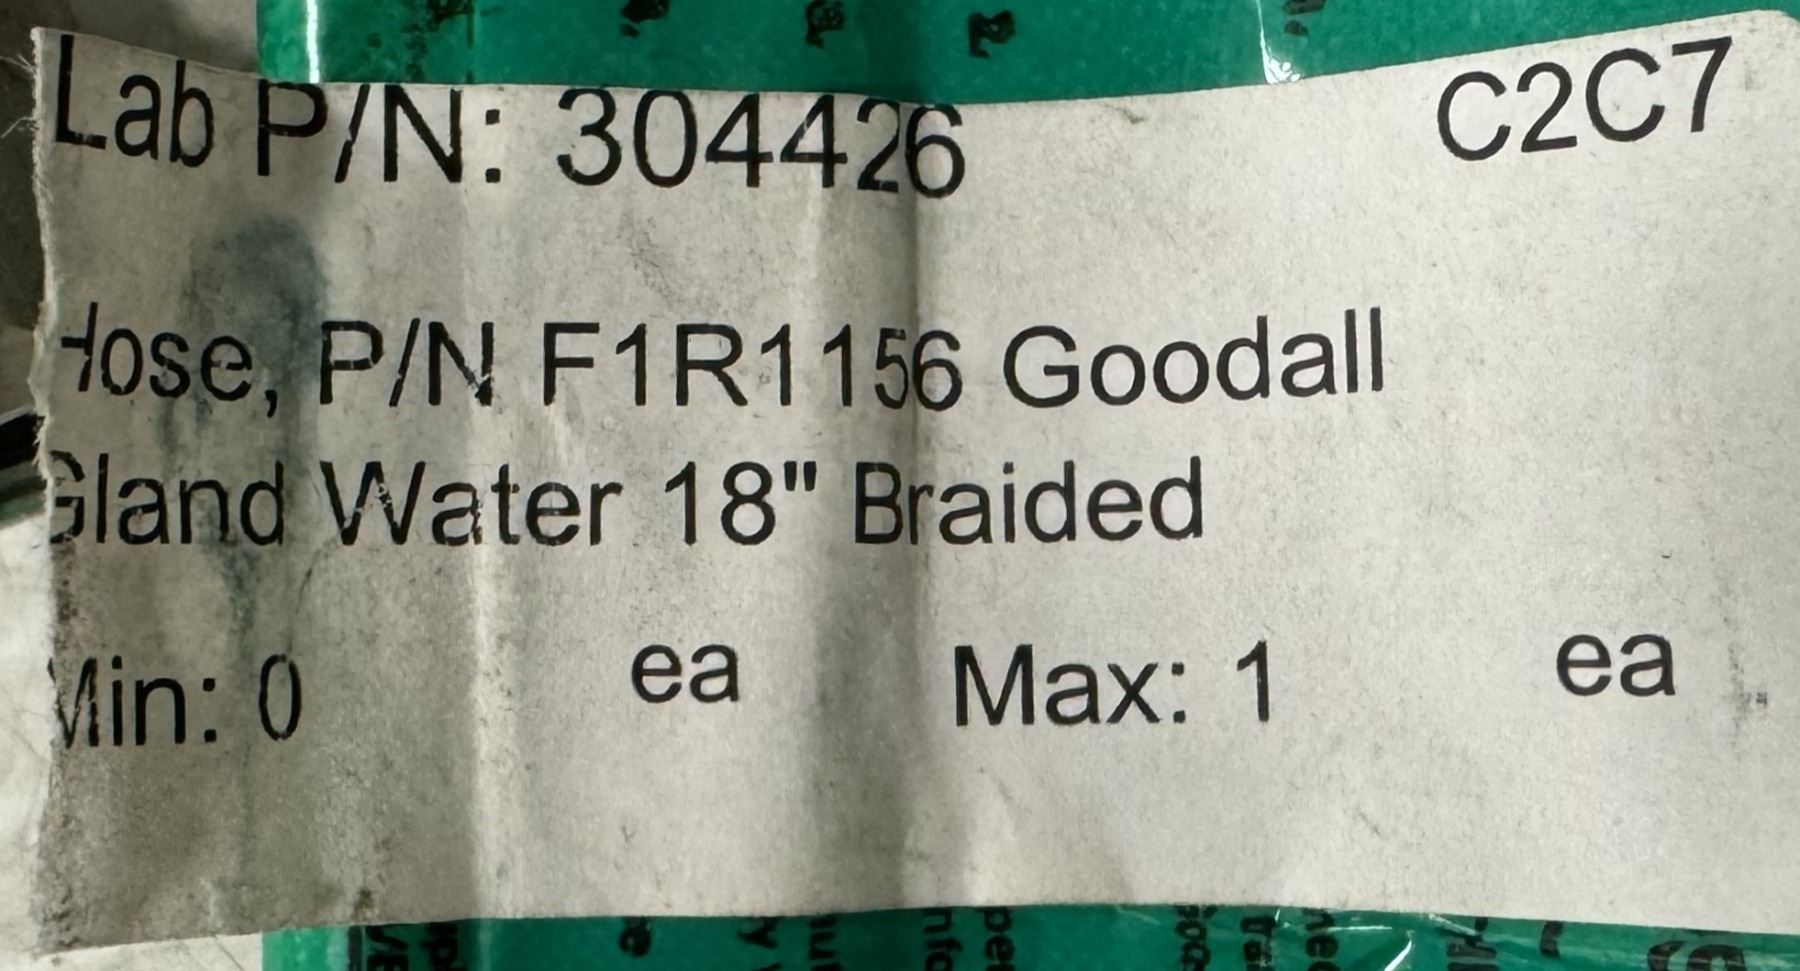 Lab P/N: 304426 C2C7
Hose, P/N F1R1156 Goodall
Gland Water 18" Braided
Min: 0 ea Max: 1 ea